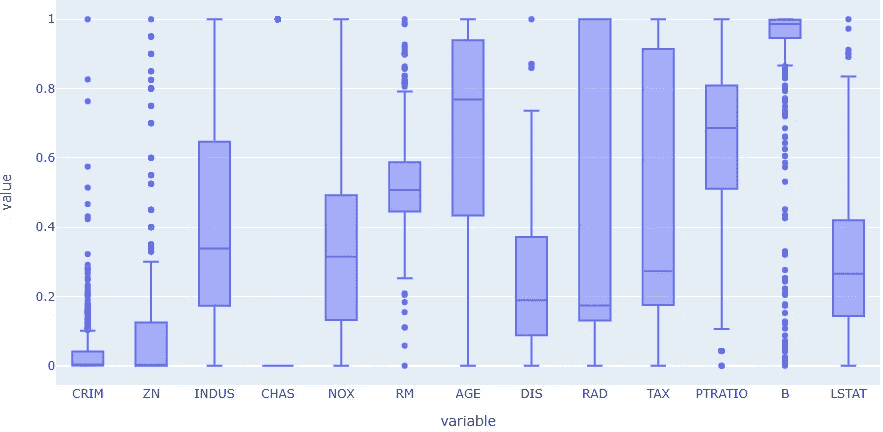 1
0.8
0.6
0.4
0.2
0
value
CRIM ZN INDUS CHAS NOX RM AGE DIS RAD TAX PTRATIO B LSTAT
variable